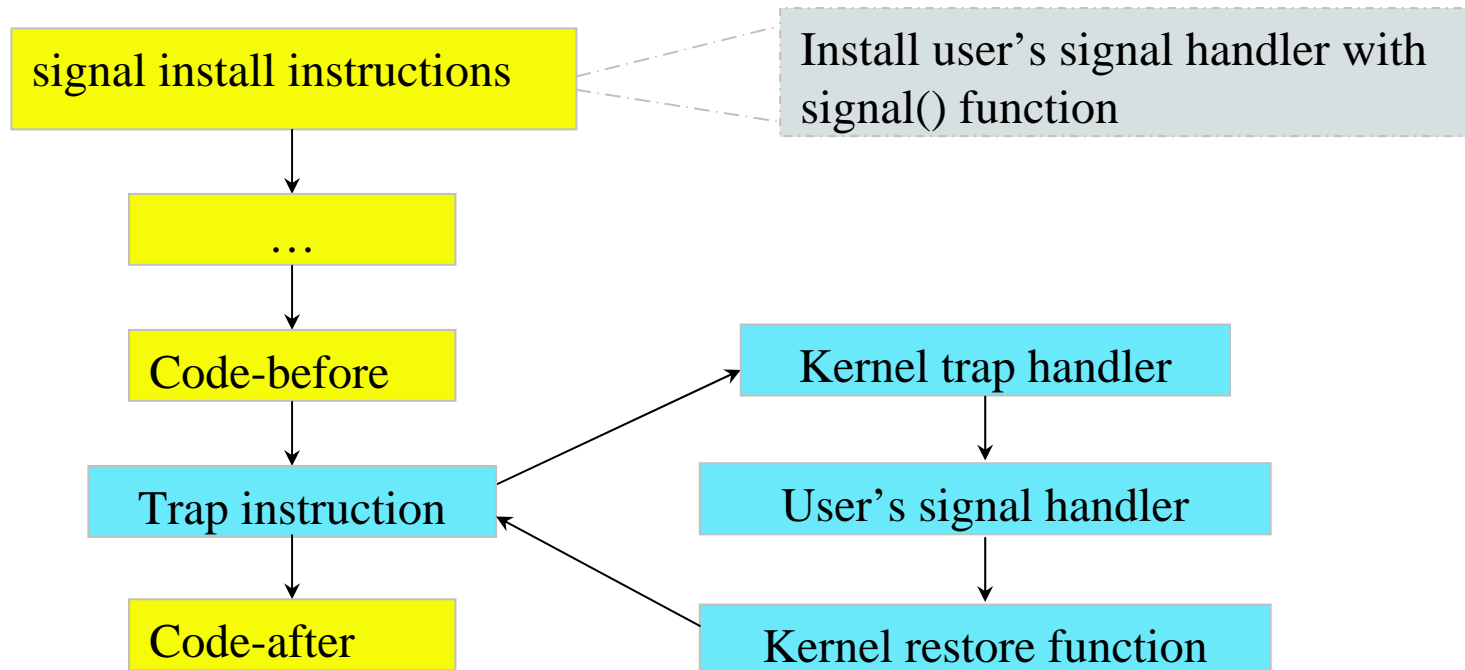 signal install instructions
Install user’s signal handler with
signal() function
…
Code-before
Kernel trap handler
Trap instruction
User’s signal handler
Code-after
Kernel restore function